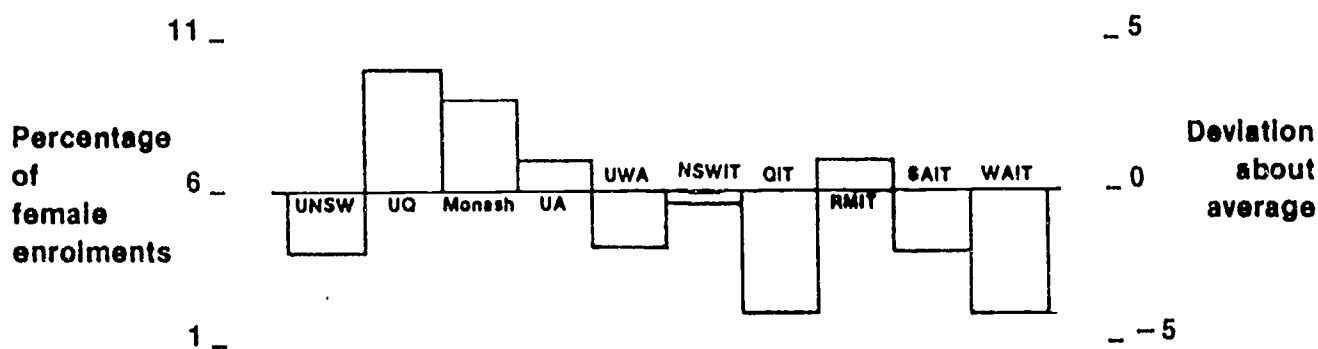 11
5
Percentage
of
female
enrolments
Deviation
about
average
UWA NSWIT QIT SAIT WAIT
6
0
UNSW UQ Monash UA RMIT
1
-5